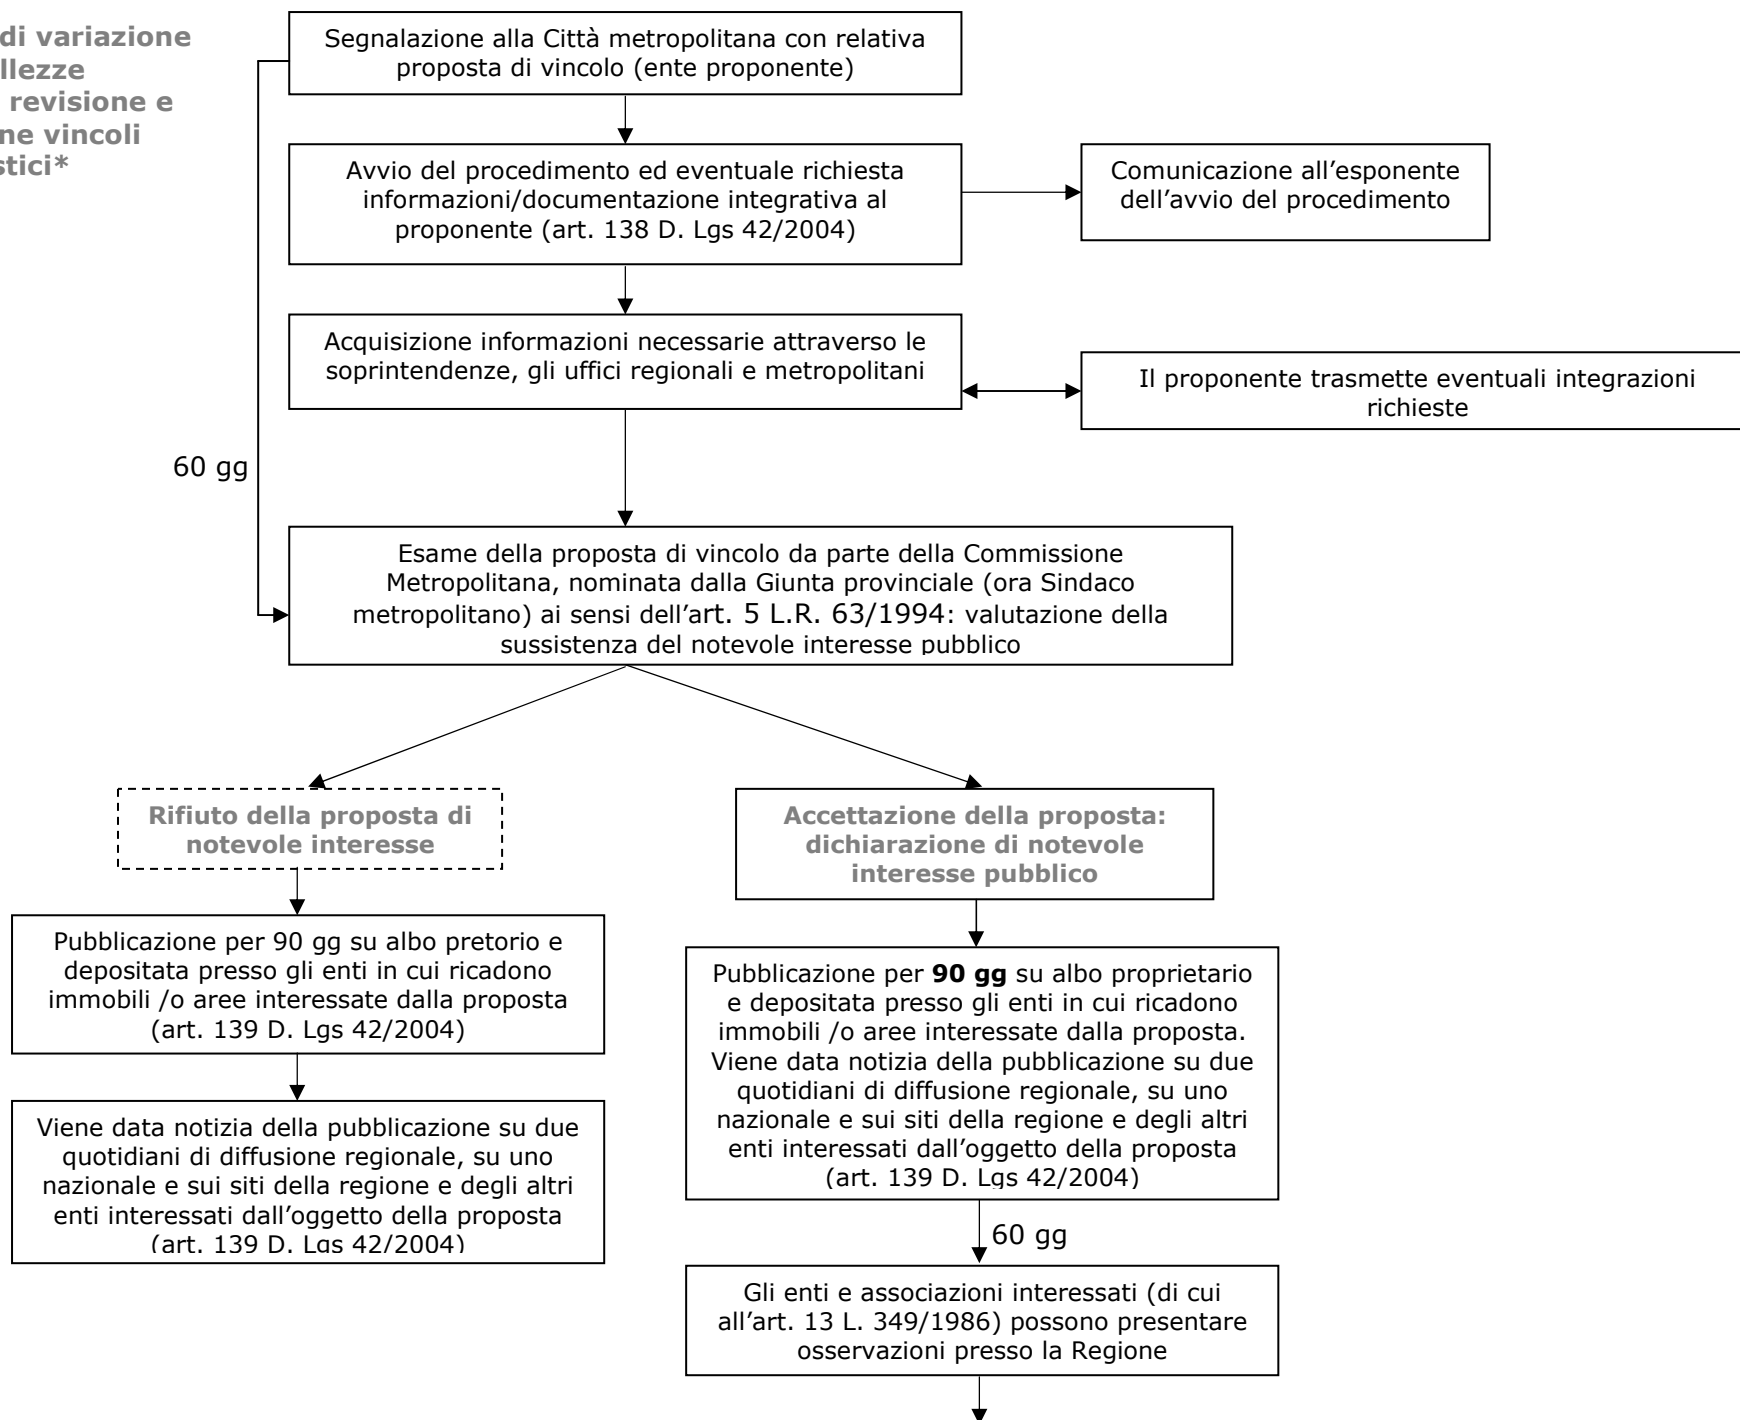 di variazione
llezze
revisione e
ne vincoli
stici*
Segnalazione alla Città metropolitana con relativa
proposta di vincolo (ente proponente)
Avvio del procedimento ed eventuale richiesta
informazioni/documentazione integrativa al
proponente (art. 138 D. Lgs 42/2004)
Comunicazione all’esponente
dell’avvio del procedimento
Acquisizione informazioni necessarie attraverso le
soprintendenze, gli uffici regionali e metropolitani
Il proponente trasmette eventuali integrazioni
richieste
60 gg
Esame della proposta di vincolo da parte della Commissione
Metropolitana, nominata dalla Giunta provinciale (ora Sindaco
metropolitano) ai sensi dell’art. 5 L.R. 63/1994: valutazione della
sussistenza del notevole interesse pubblico
Rifiuto della proposta di
notevole interesse
Accettazione della proposta:
dichiarazione di notevole
interesse pubblico
Pubblicazione per 90 gg su albo pretorio e
depositata presso gli enti in cui ricadono
immobili /o aree interessate dalla proposta
(art. 139 D. Lgs 42/2004)
Viene data notizia della pubblicazione su due
quotidiani di diffusione regionale, su uno
nazionale e sui siti della regione e degli altri
enti interessati dall’oggetto della proposta
(art. 139 D. Lgs 42/2004)
Pubblicazione per 90 gg su albo proprietario
e depositata presso gli enti in cui ricadono
immobili /o aree interessate dalla proposta.
Viene data notizia della pubblicazione su due
quotidiani di diffusione regionale, su uno
nazionale e sui siti della regione e degli altri
enti interessati dall’oggetto della proposta
(art. 139 D. Lgs 42/2004)
60 gg
Gli enti e associazioni interessati (di cui
all’art. 13 L. 349/1986) possono presentare
osservazioni presso la Regione